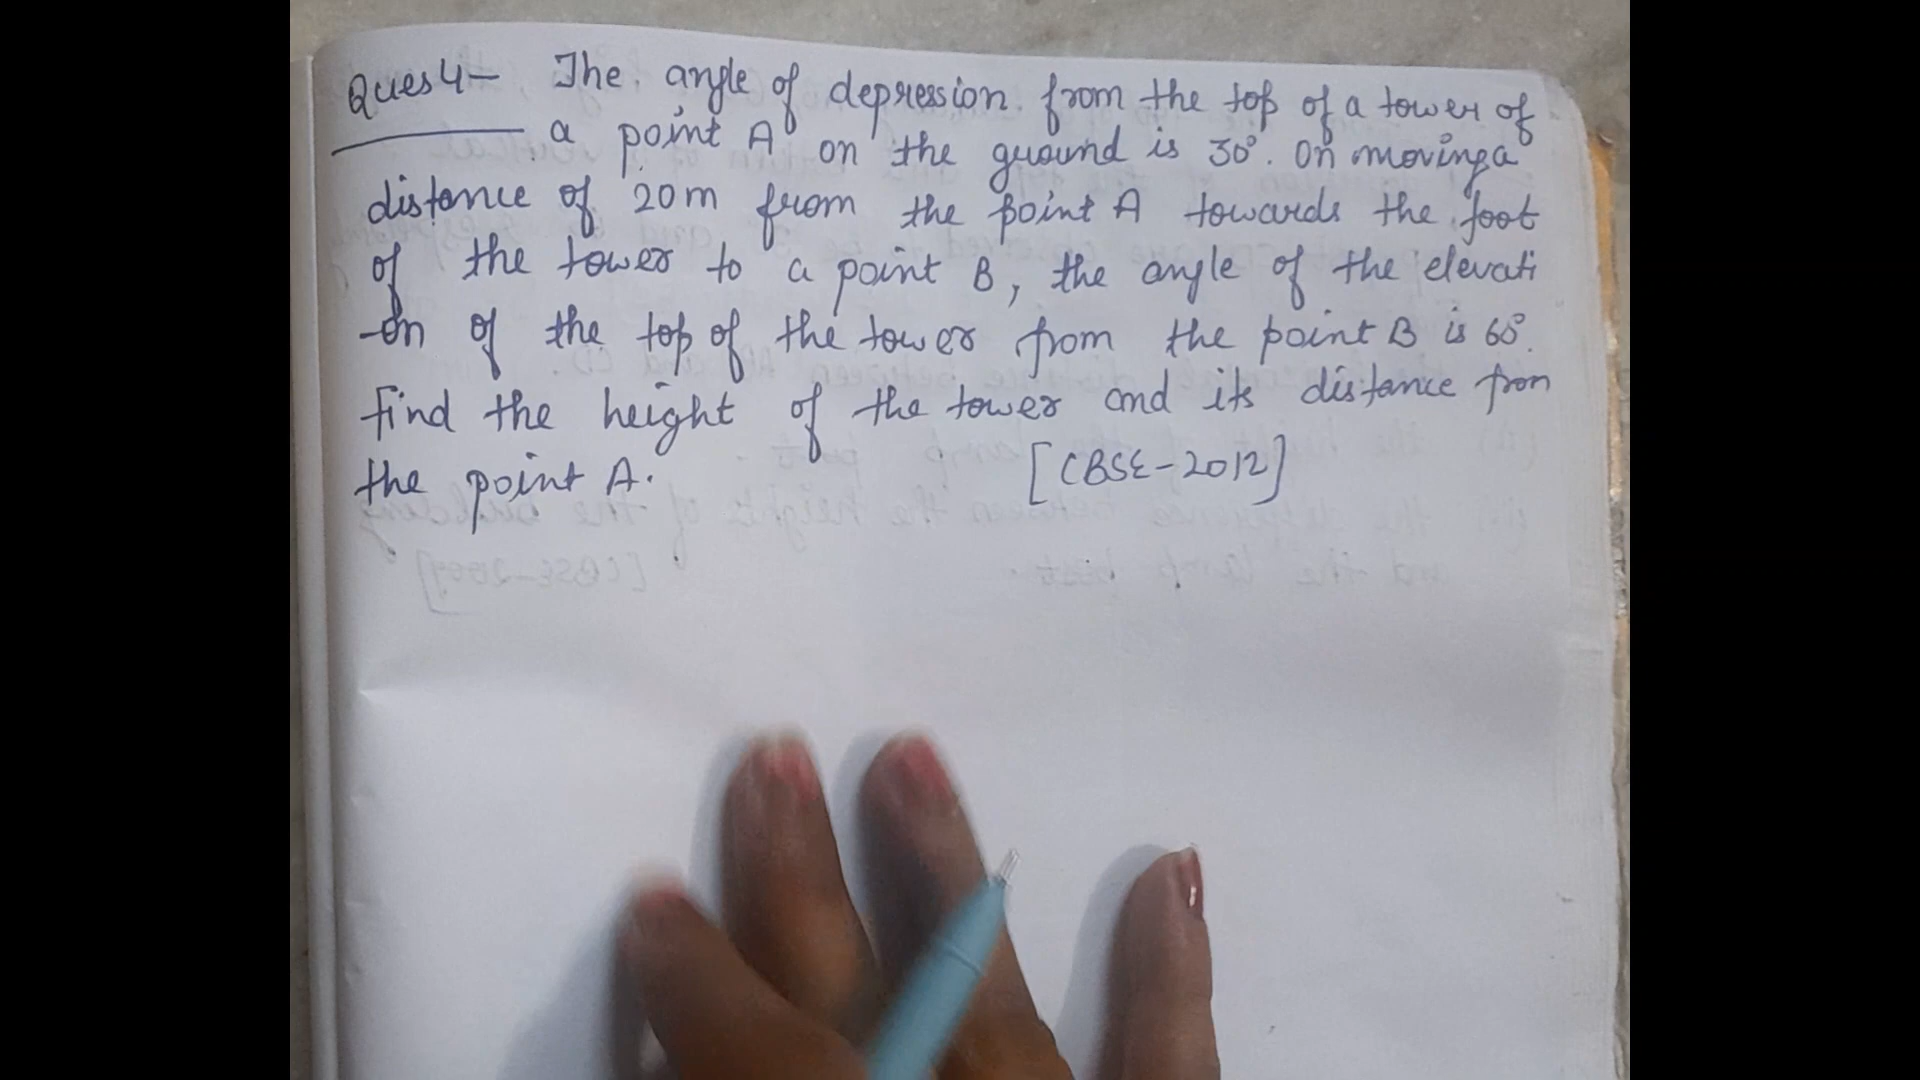 Ques 4- The angle of depression from the top of a tower of
a point A on the ground is 30°. On moving a
distance of 20m from the point A towards the foot
of the tower to a point B, the angle of the elevati
-on of the top of the tower from the point B is 60°.
find the height of the tower and its distance from
the point A. [CBSE-2012]